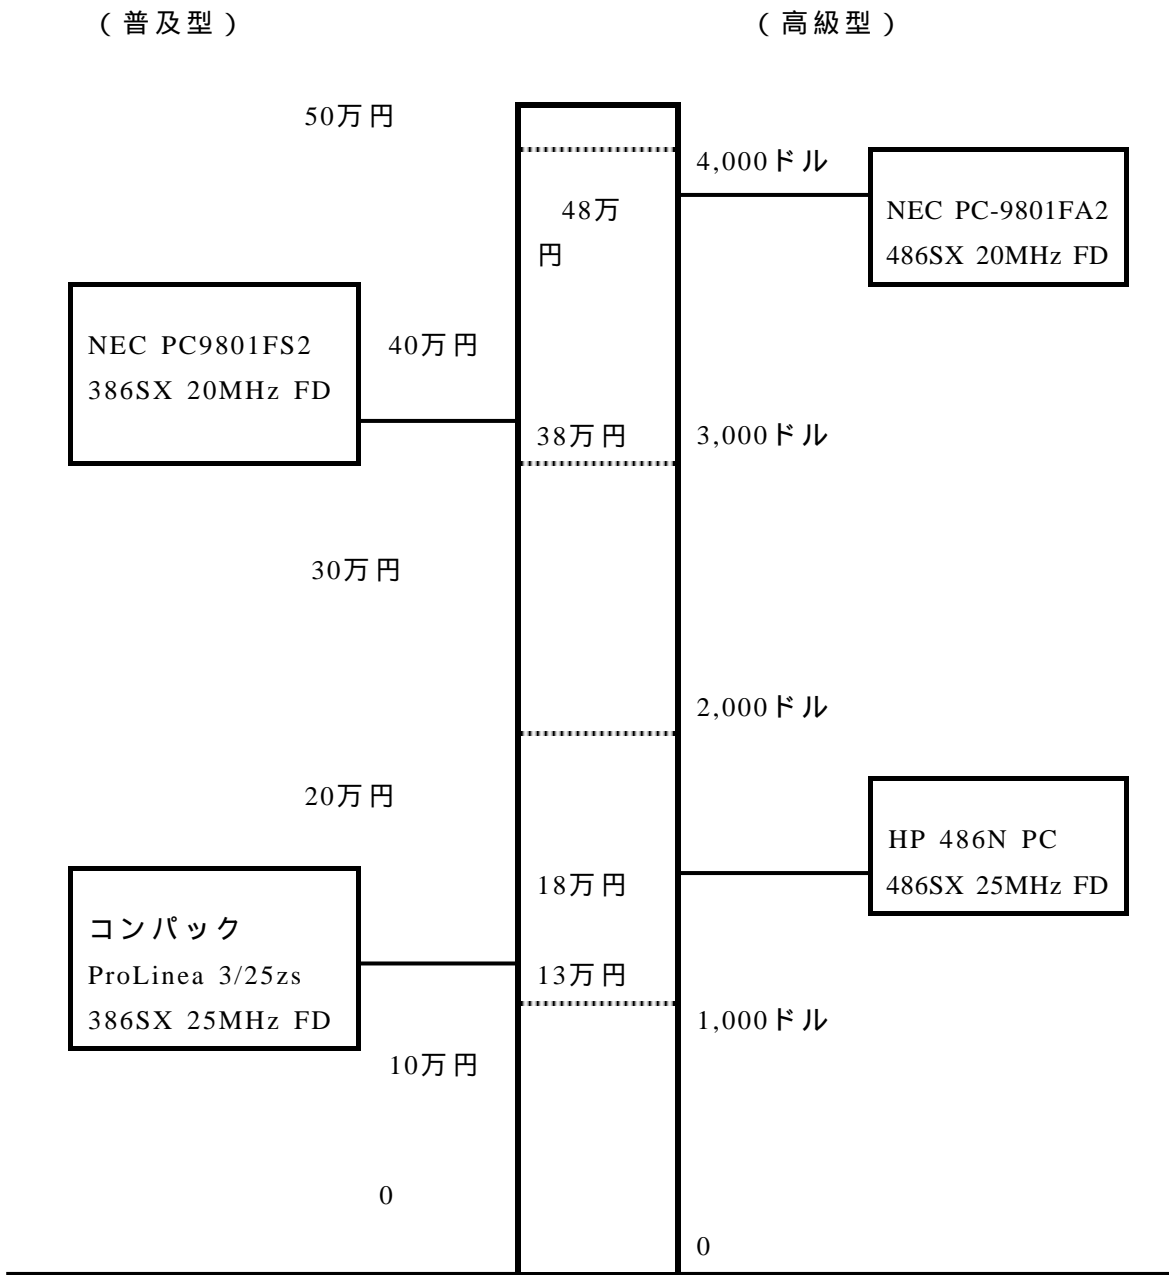 (普及型)
(高級型)
50万円
4,000ドル
48万
円
NEC PC-9801FA2
486SX 20MHz FD
NEC PC9801FS2
386SX 20MHz FD
40万円
38万円
3,000ドル
30万円
2,000ドル
20万円
HP 486N PC
486SX 25MHz FD
18万円
コンパック
ProLinea 3/25zs
386SX 25MHz FD
13万円
1,000ドル
10万円
0
0